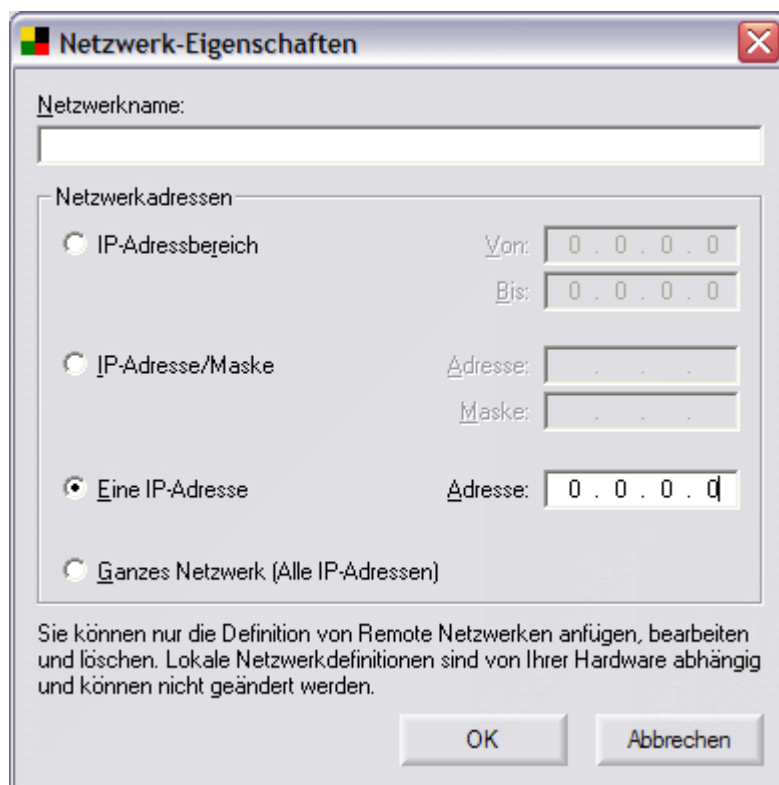 Netzwerk-Eigenschaften
Netzwerkname:
Netzwerkadressen
IP-Adressbereich
Von: 0 . 0 . 0 . 0
Bis: 0 . 0 . 0 . 0
IP-Adresse/Maske
Adresse: . . .
Maske: . . .
Eine IP-Adresse
Adresse: 0 . 0 . 0 . 0
Ganzes Netzwerk (Alle IP-Adressen)
Sie können nur die Definition von Remote Netzwerken anfügen, bearbeiten
und löschen. Lokale Netzwerkdefinitionen sind von Ihrer Hardware abhängig
und können nicht geändert werden.
OK
Abbrechen